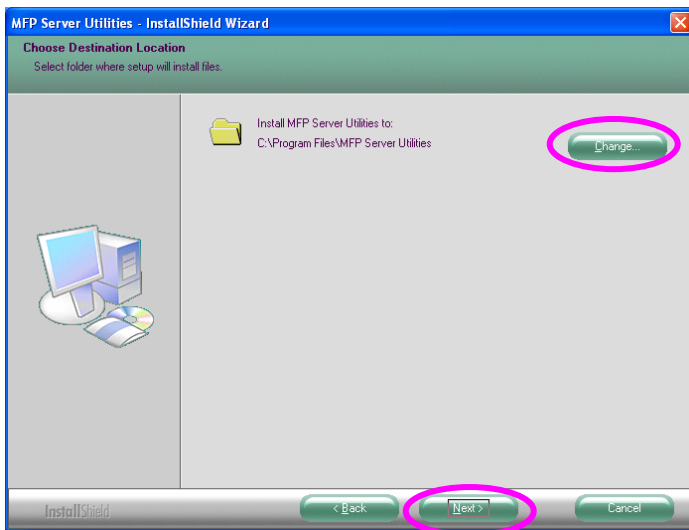 MFP Server Utilities - InstallShield Wizard
Choose Destination Location
Select folder where setup will install files.
Install MFP Server Utilities to:
C:\Program Files\MFP Server Utilities
Change...
InstallShield
< Back
Next >
Cancel